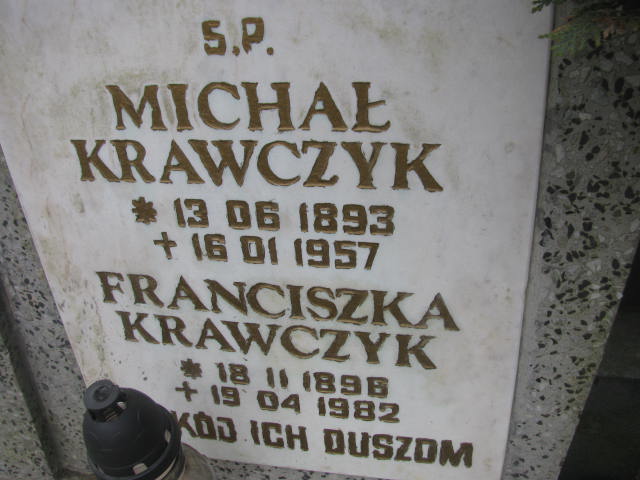 S.P.
MICHAŁ
KRAWCZYK
* 13 06 1893
+ 16 01 1957
FRANCISZKA
KRAWCZYK
* 18 11 1896
+ 19 04 1982
KÓJ ICH DUSZOM